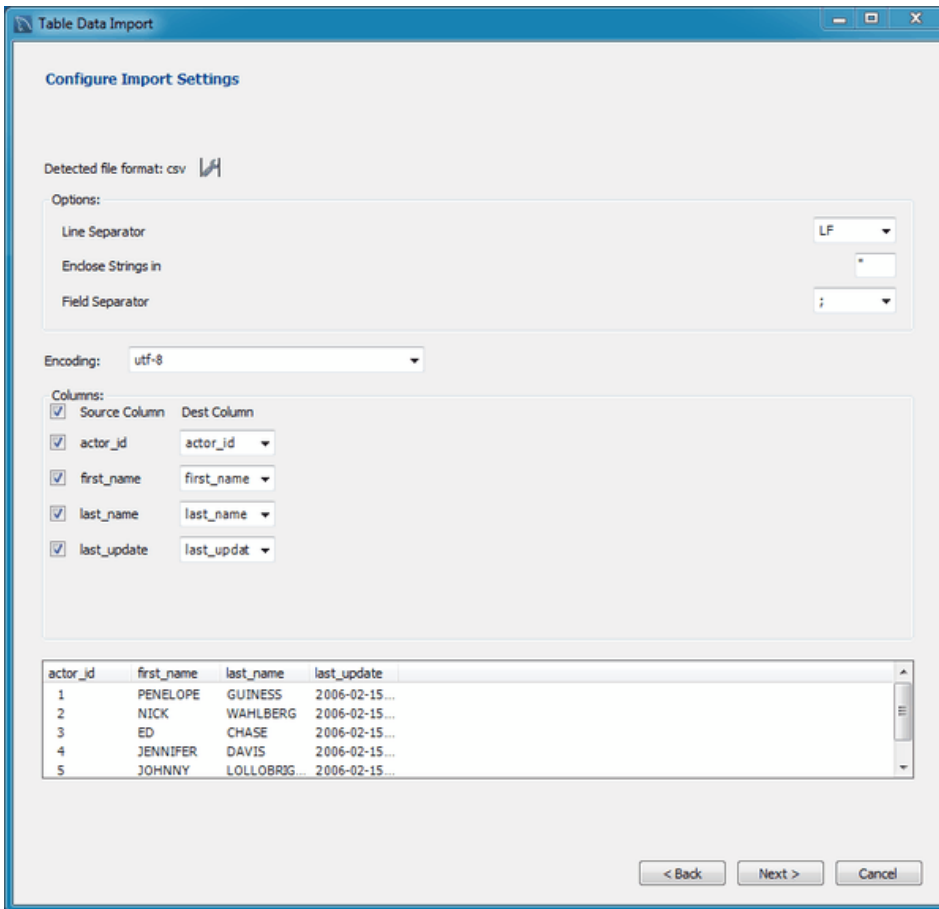 Table Data Import
Configure Import Settings
Detected file format: csv
Options:
Line Separator LF
Enclose Strings in "
Field Separator ;
Encoding: utf-8
Columns:
Source Column Dest Column
actor_id actor_id
first_name first_name
last_name last_name
last_update last_updat
actor_id first_name last_name last_update
1 PENELOPE GUINESS 2006-02-15...
2 NICK WAHLBERG 2006-02-15...
3 ED CHASE 2006-02-15...
4 JENNIFER DAVIS 2006-02-15...
5 JOHNNY LOLLOBRIG... 2006-02-15...
< Back Next > Cancel